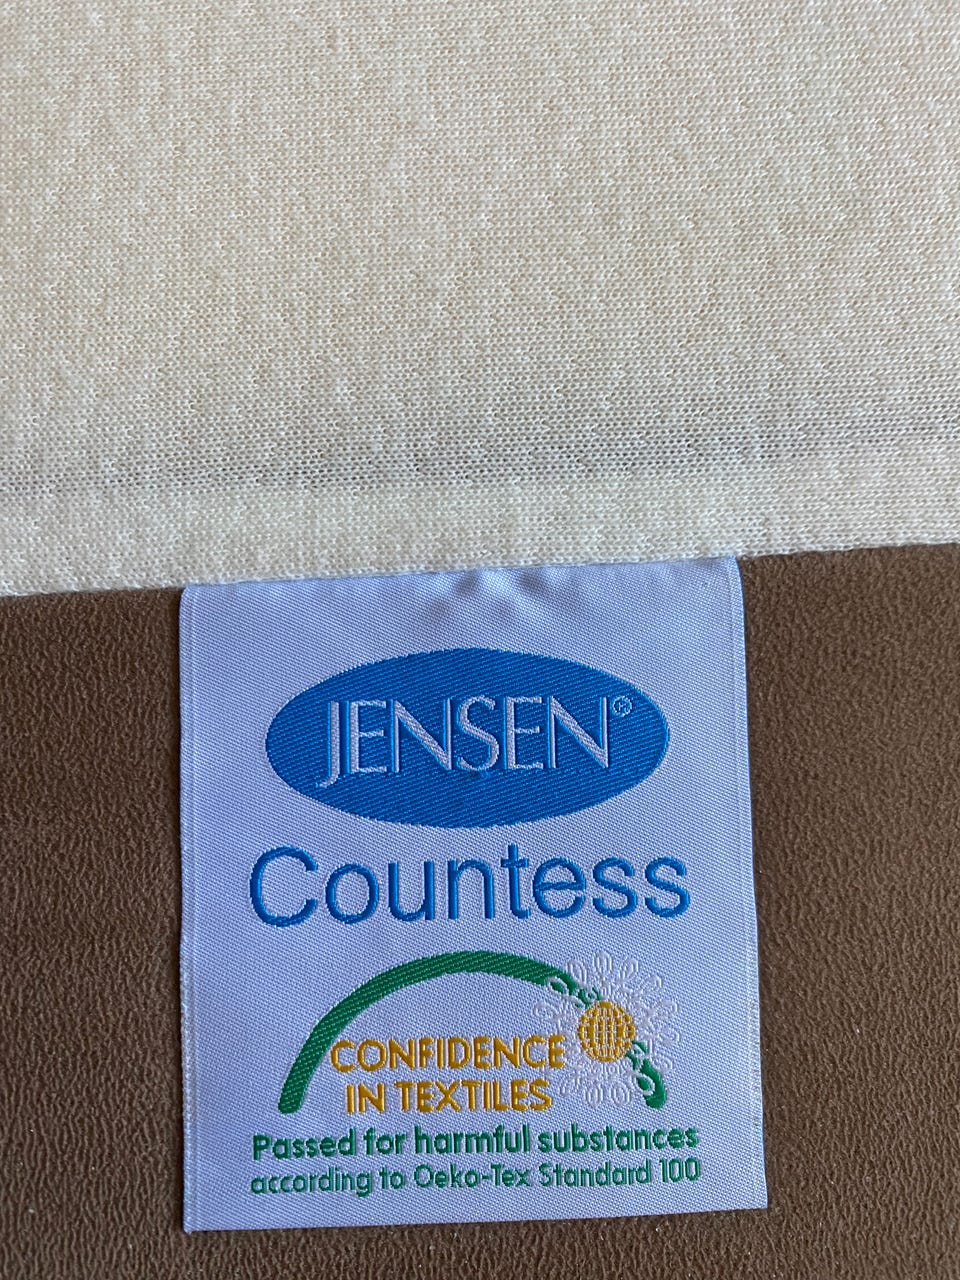 JENSEN®
Countess
CONFIDENCE
IN TEXTILES
Passed for harmful substances
according to Oeko-Tex Standard 100